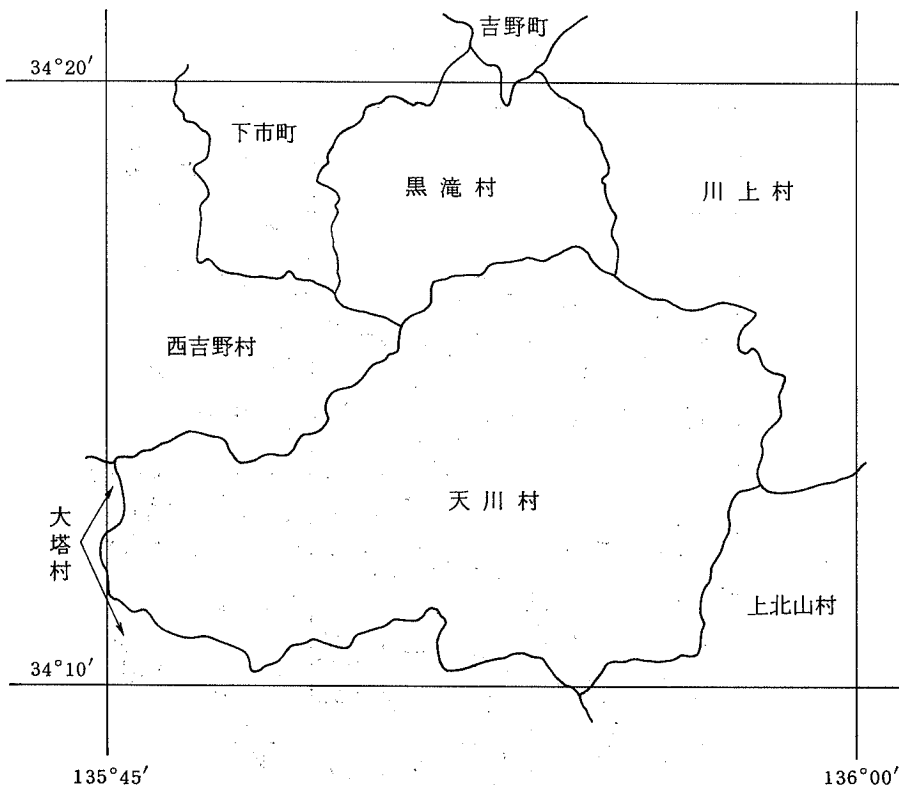 吉野町
34°20′
下市町
黒滝村
川上村
西吉野村
天川村
大塔村
上北山村
34°10′
135°45′
136°00′